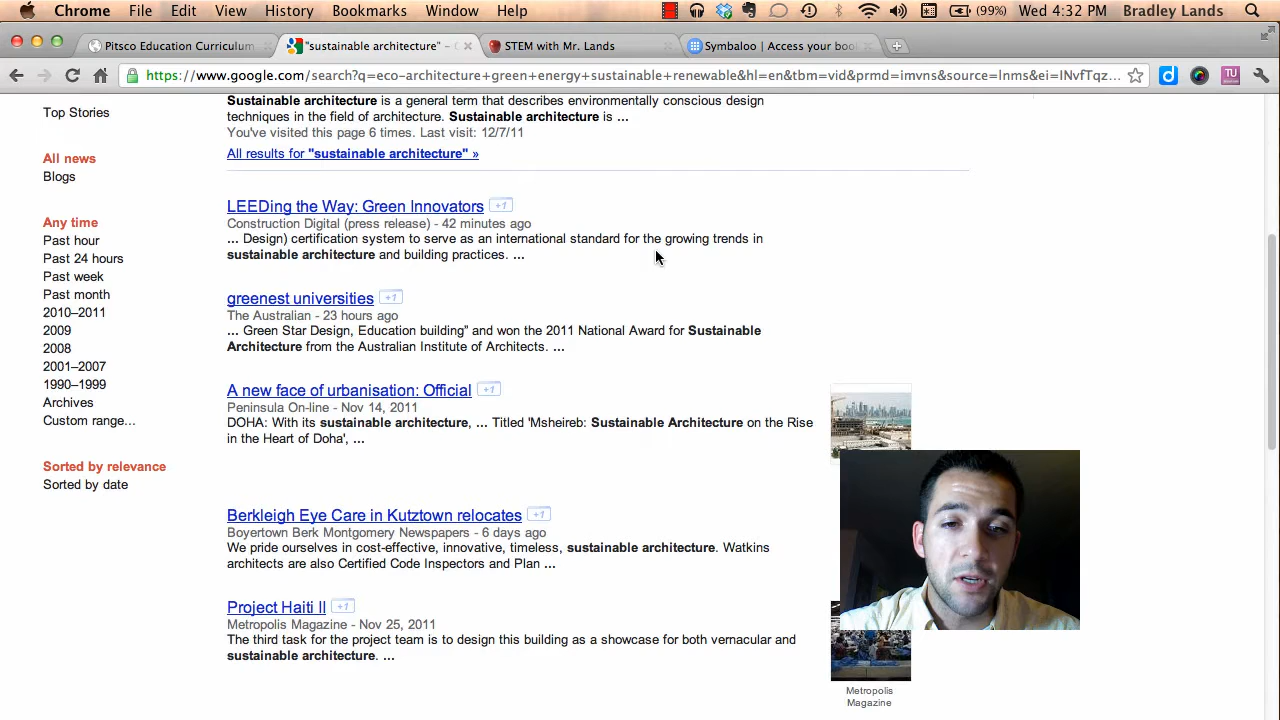 Chrome File Edit View History Bookmarks Window Help (99%) Wed 4:32 PM Bradley Lands
Pitsco Education Curriculum "sustainable architecture" - G STEM with Mr. Lands Symbaloo | Access your boo
https://www.google.com/search?q=eco-architecture+green+energy+sustainable+renewable&hl=en&tbm=vid&prmd=imvns&source=lnms&ei=INvfTqz...
Top Stories
All news
Blogs
Any time
Past hour
Past 24 hours
Past week
Past month
2010–2011
2009
2008
2001–2007
1990–1999
Archives
Custom range...
Sorted by relevance
Sorted by date
Sustainable architecture is a general term that describes environmentally conscious design
techniques in the field of architecture. Sustainable architecture is ...
You've visited this page 6 times. Last visit: 12/7/11
All results for "sustainable architecture" »
LEEDing the Way: Green Innovators +1
Construction Digital (press release) - 42 minutes ago
... Design) certification system to serve as an international standard for the growing trends in
sustainable architecture and building practices. ...
greenest universities +1
The Australian - 23 hours ago
... Green Star Design, Education building" and won the 2011 National Award for Sustainable
Architecture from the Australian Institute of Architects. ...
A new face of urbanisation: Official +1
Peninsula On-line - Nov 14, 2011
DOHA: With its sustainable architecture, ... Titled 'Msheireb: Sustainable Architecture on the Rise
in the Heart of Doha', ...
Berkleigh Eye Care in Kutztown relocates +1
Boyertown Berk Montgomery Newspapers - 6 days ago
We pride ourselves in cost-effective, innovative, timeless, sustainable architecture. Watkins
architects are also Certified Code Inspectors and Plan ...
Project Haiti II +1
Metropolis Magazine - Nov 25, 2011
The third task for the project team is to design this building as a showcase for both vernacular and
sustainable architecture. ...
Metropolis
Magazine